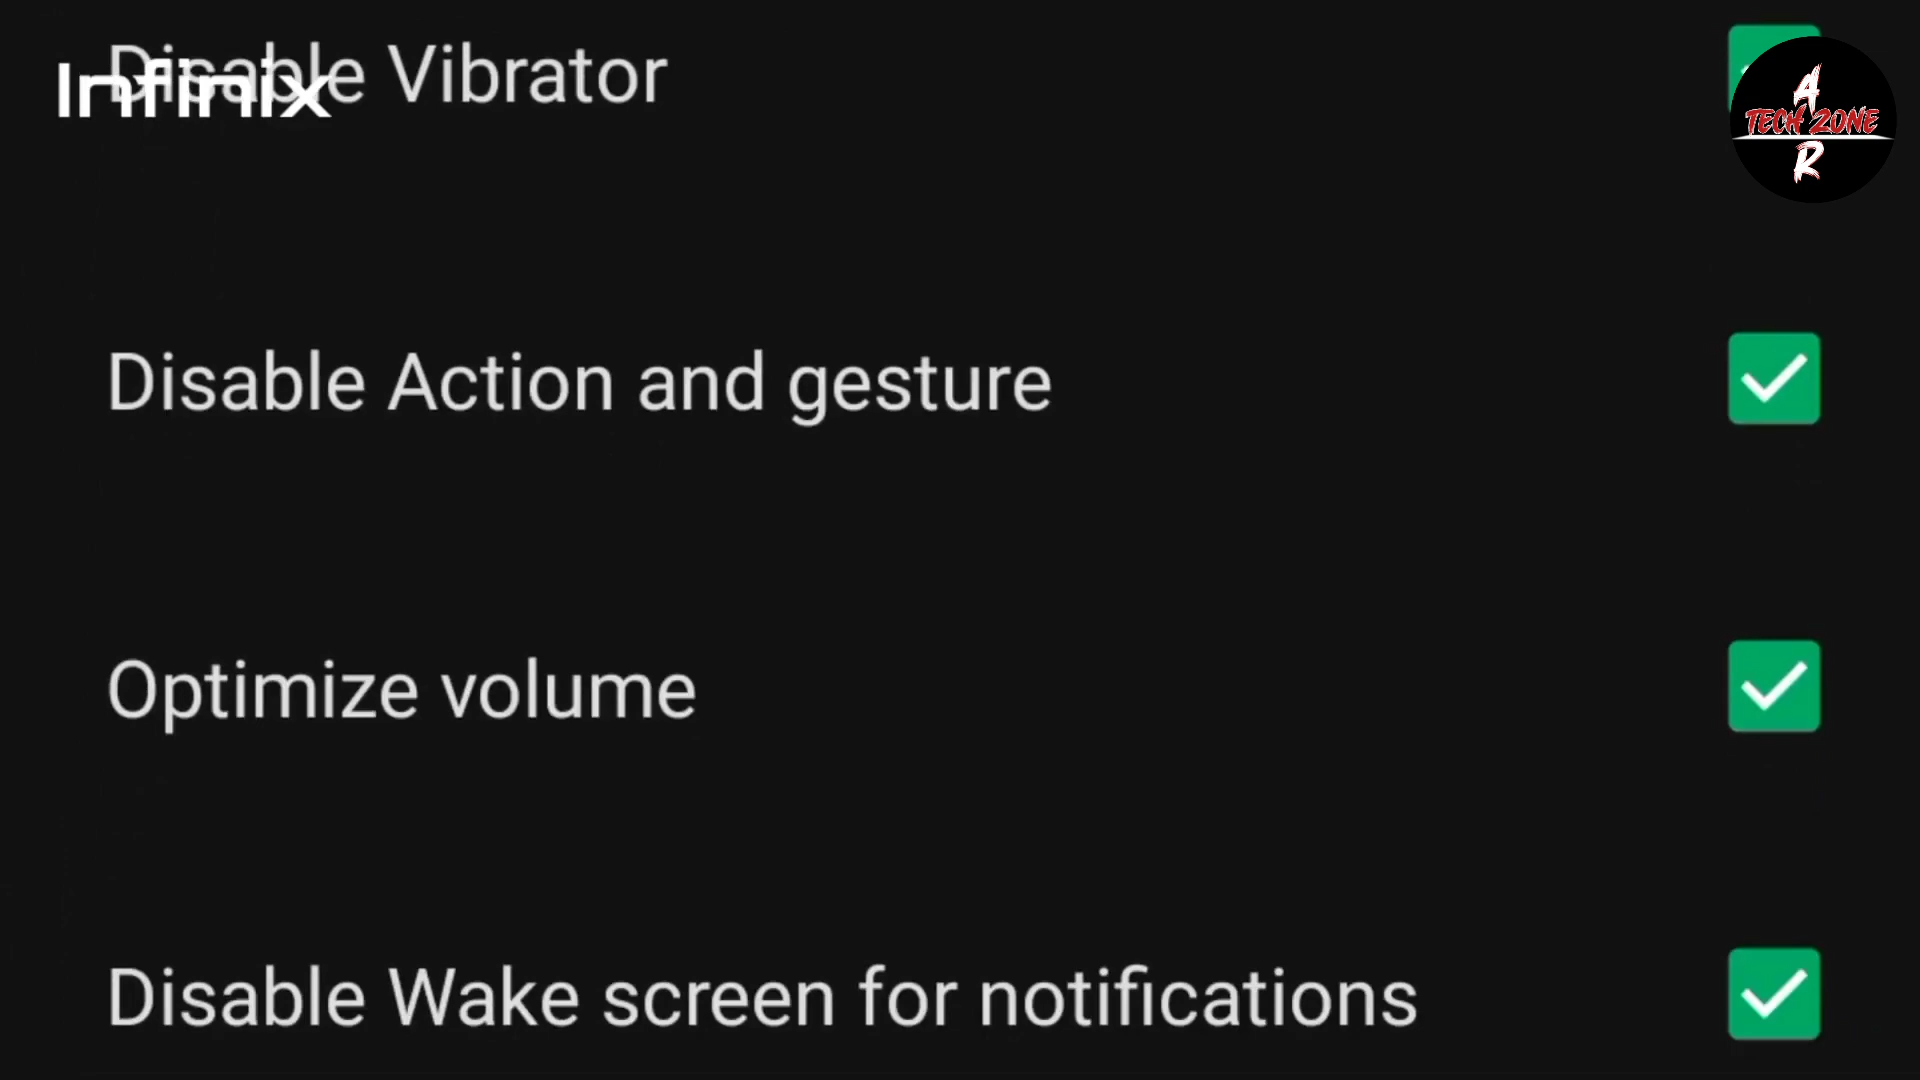 Disable Vibrator
Infinix
A
TECH ZONE
R
Disable Action and gesture
Optimize volume
Disable Wake screen for notifications